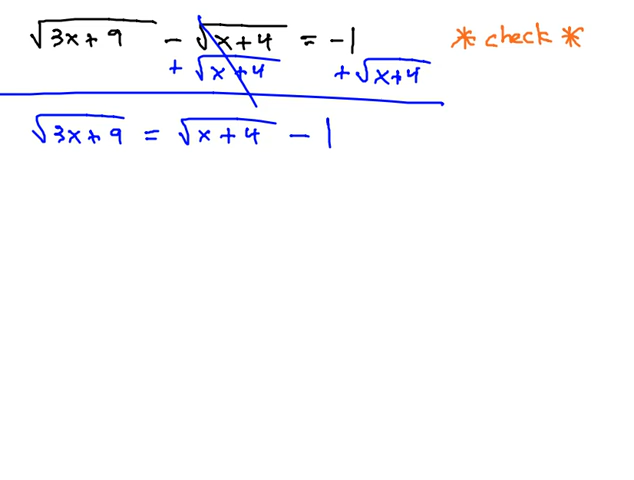 √3x+9 - √x+4 = -1 * check *
+ √x+4 + √x+4
√3x+9 = √x+4 - 1